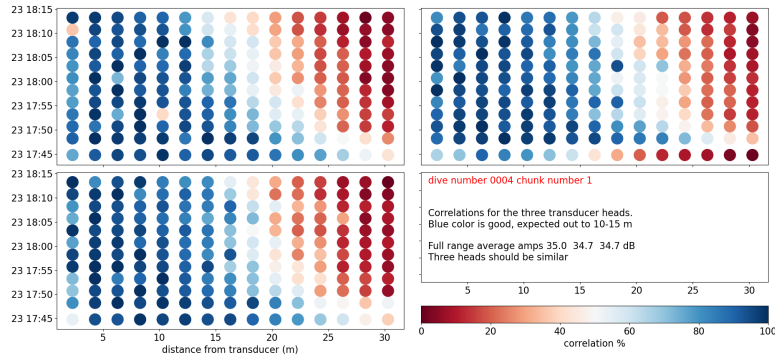 23 18:15
23 18:10
23 18:05
23 18:00
23 17:55
23 17:50
23 17:45
23 18:15
23 18:10
23 18:05
23 18:00
23 17:55
23 17:50
23 17:45
5 10 15 20 25 30
distance from transducer (m)
dive number 0004 chunk number 1
Correlations for the three transducer heads.
Blue color is good, expected out to 10-15 m
Full range average amps 35.0 34.7 34.7 dB
Three heads should be similar
5 10 15 20 25 30
0 20 40 60 80 100
correlation %